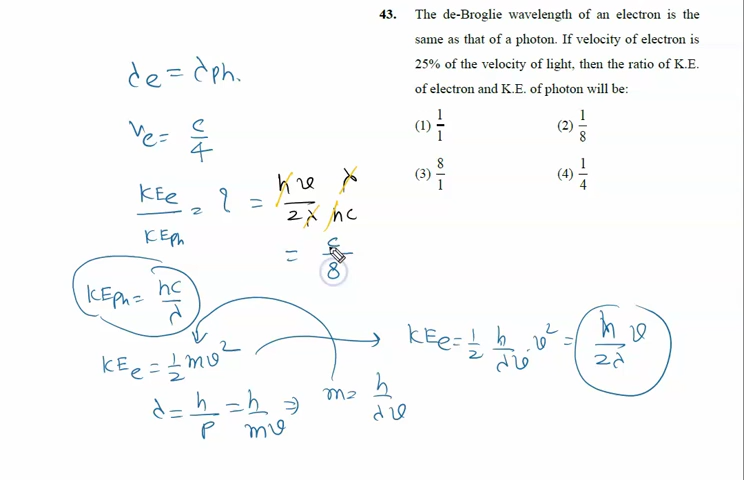 43. The de-Broglie wavelength of an electron is the
same as that of a photon. If velocity of electron is
25% of the velocity of light, then the ratio of K.E.
of electron and K.E. of photon will be:
(1) 1/1 (2) 1/8
(3) 8/1 (4) 1/4
λe = λph.
ve = c/4
KEe/KEph = ? = hv/2λ λ/hc
= c/8
KEph = hc/λ
KEe = 1/2 mv²
λ = h/p = h/mv ⇒ m = h/λv
KEe = 1/2 h/λv · v² = h/2λ v